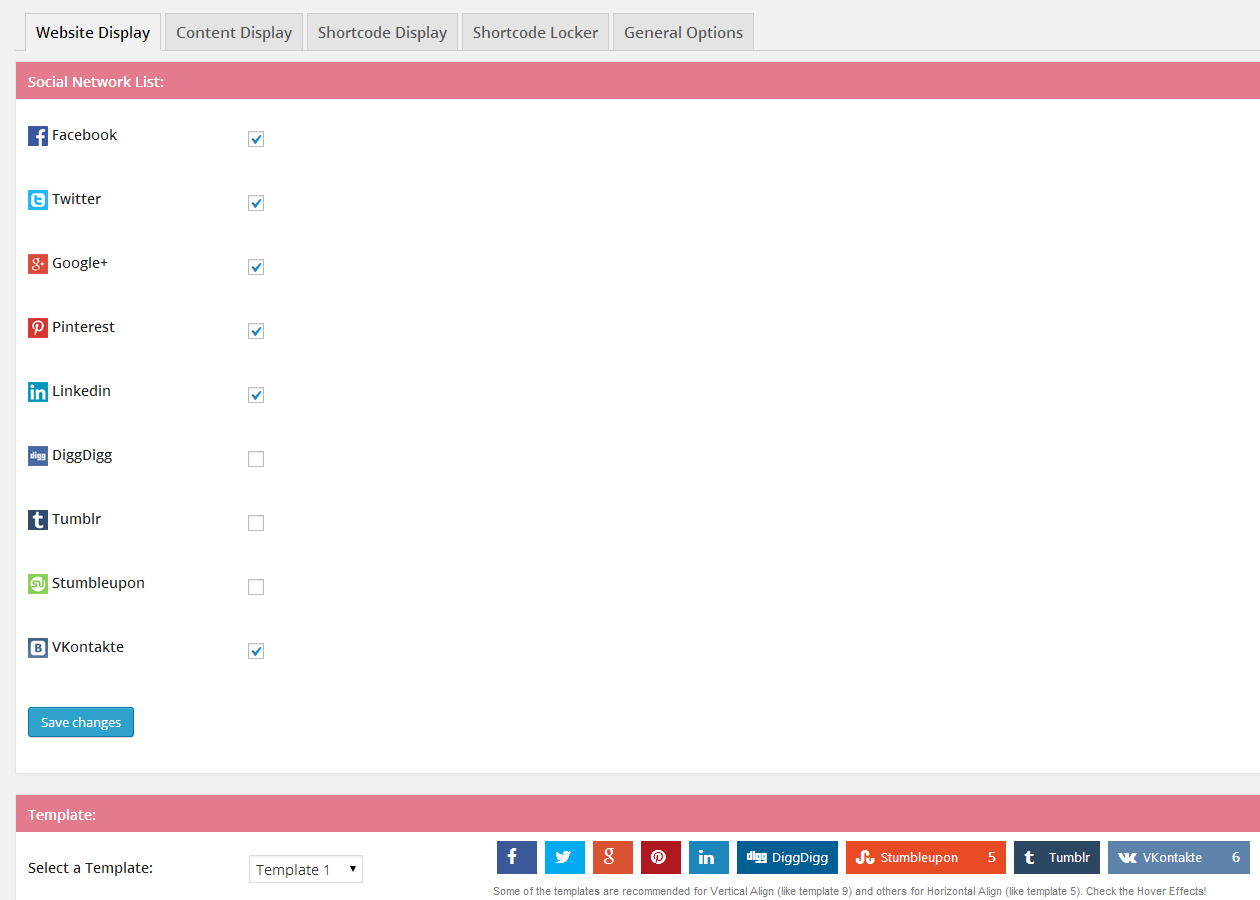 Website Display Content Display Shortcode Display Shortcode Locker General Options
Social Network List:
Facebook
Twitter
Google+
Pinterest
Linkedin
digg DiggDigg
Tumblr
Stumbleupon
VKontakte
Save changes
Template:
Select a Template: Template 1 digg DiggDigg Stumbleupon 5 Tumblr VKontakte 6
Some of the templates are recommended for Vertical Align (like template 9) and others for Horizontal Align (like template 5). Check the Hover Effects!